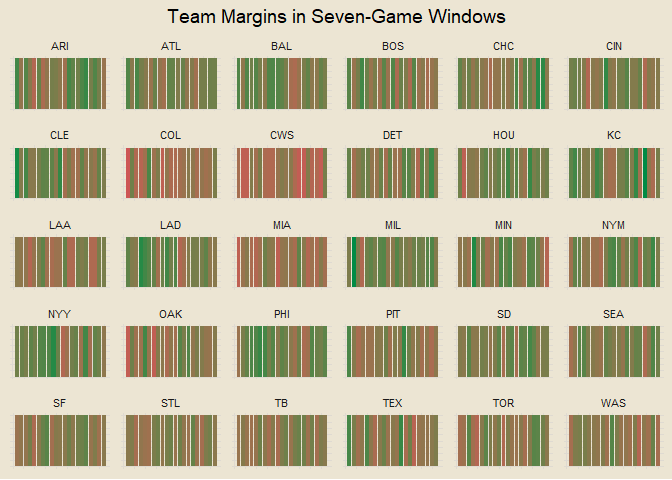 Team Margins in Seven-Game Windows
ARI ATL BAL BOS CHC CIN
CLE COL CWS DET HOU KC
LAA LAD MIA MIL MIN NYM
NYY OAK PHI PIT SD SEA
SF STL TB TEX TOR WAS